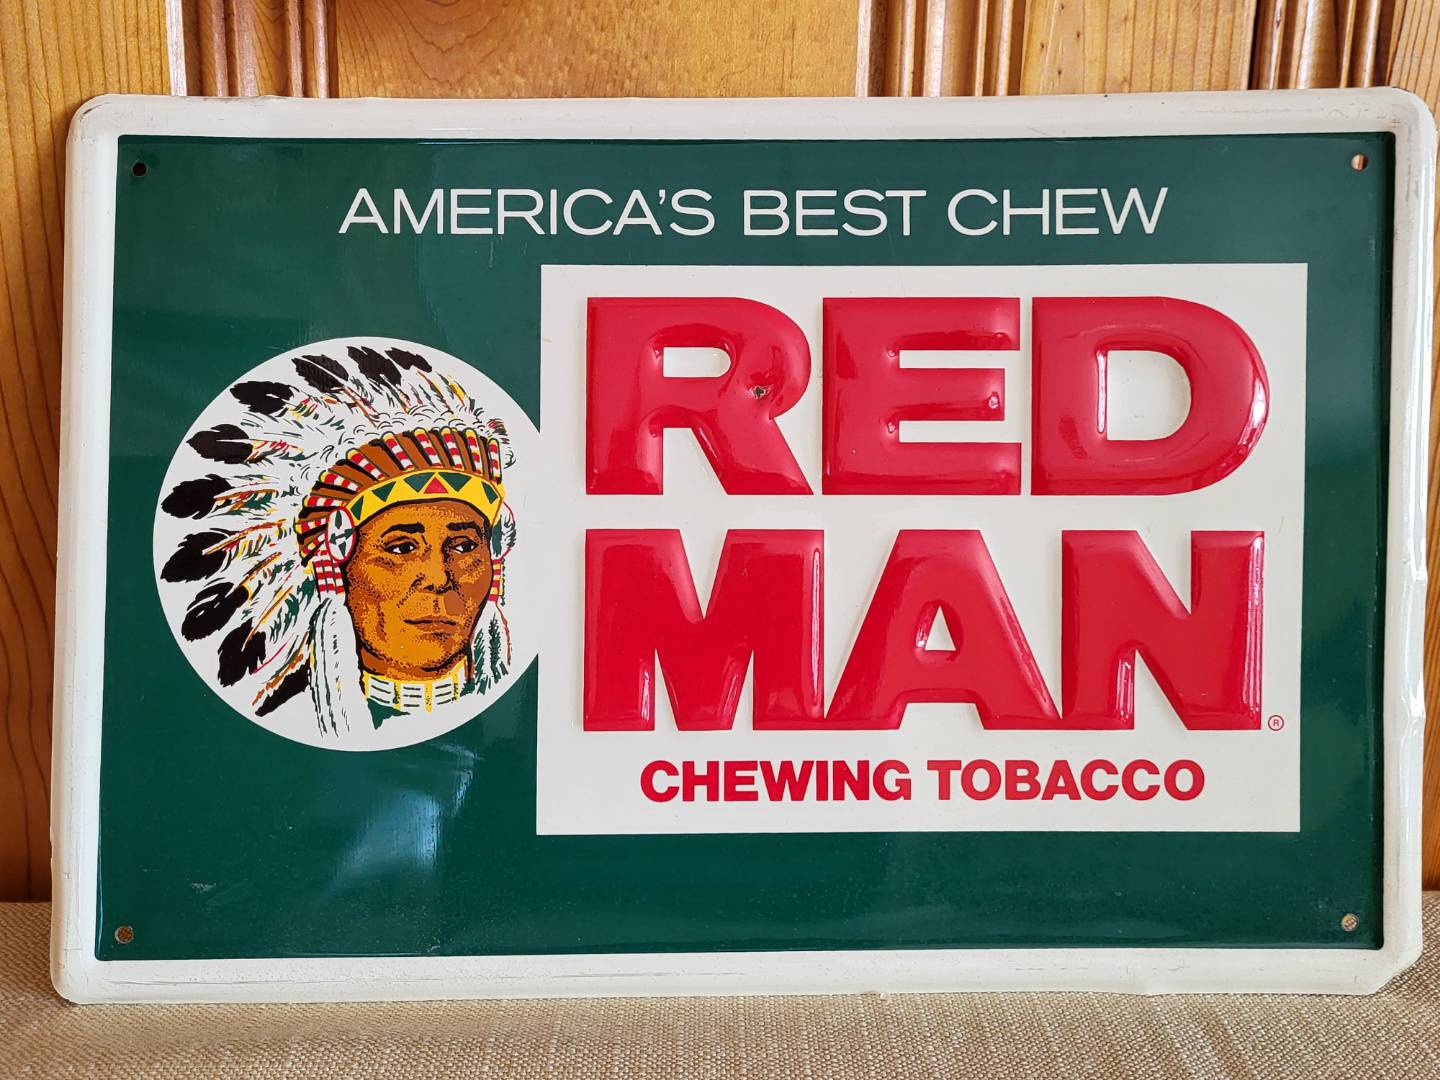 AMERICA'S BEST CHEW
RED
MAN®
CHEWING TOBACCO